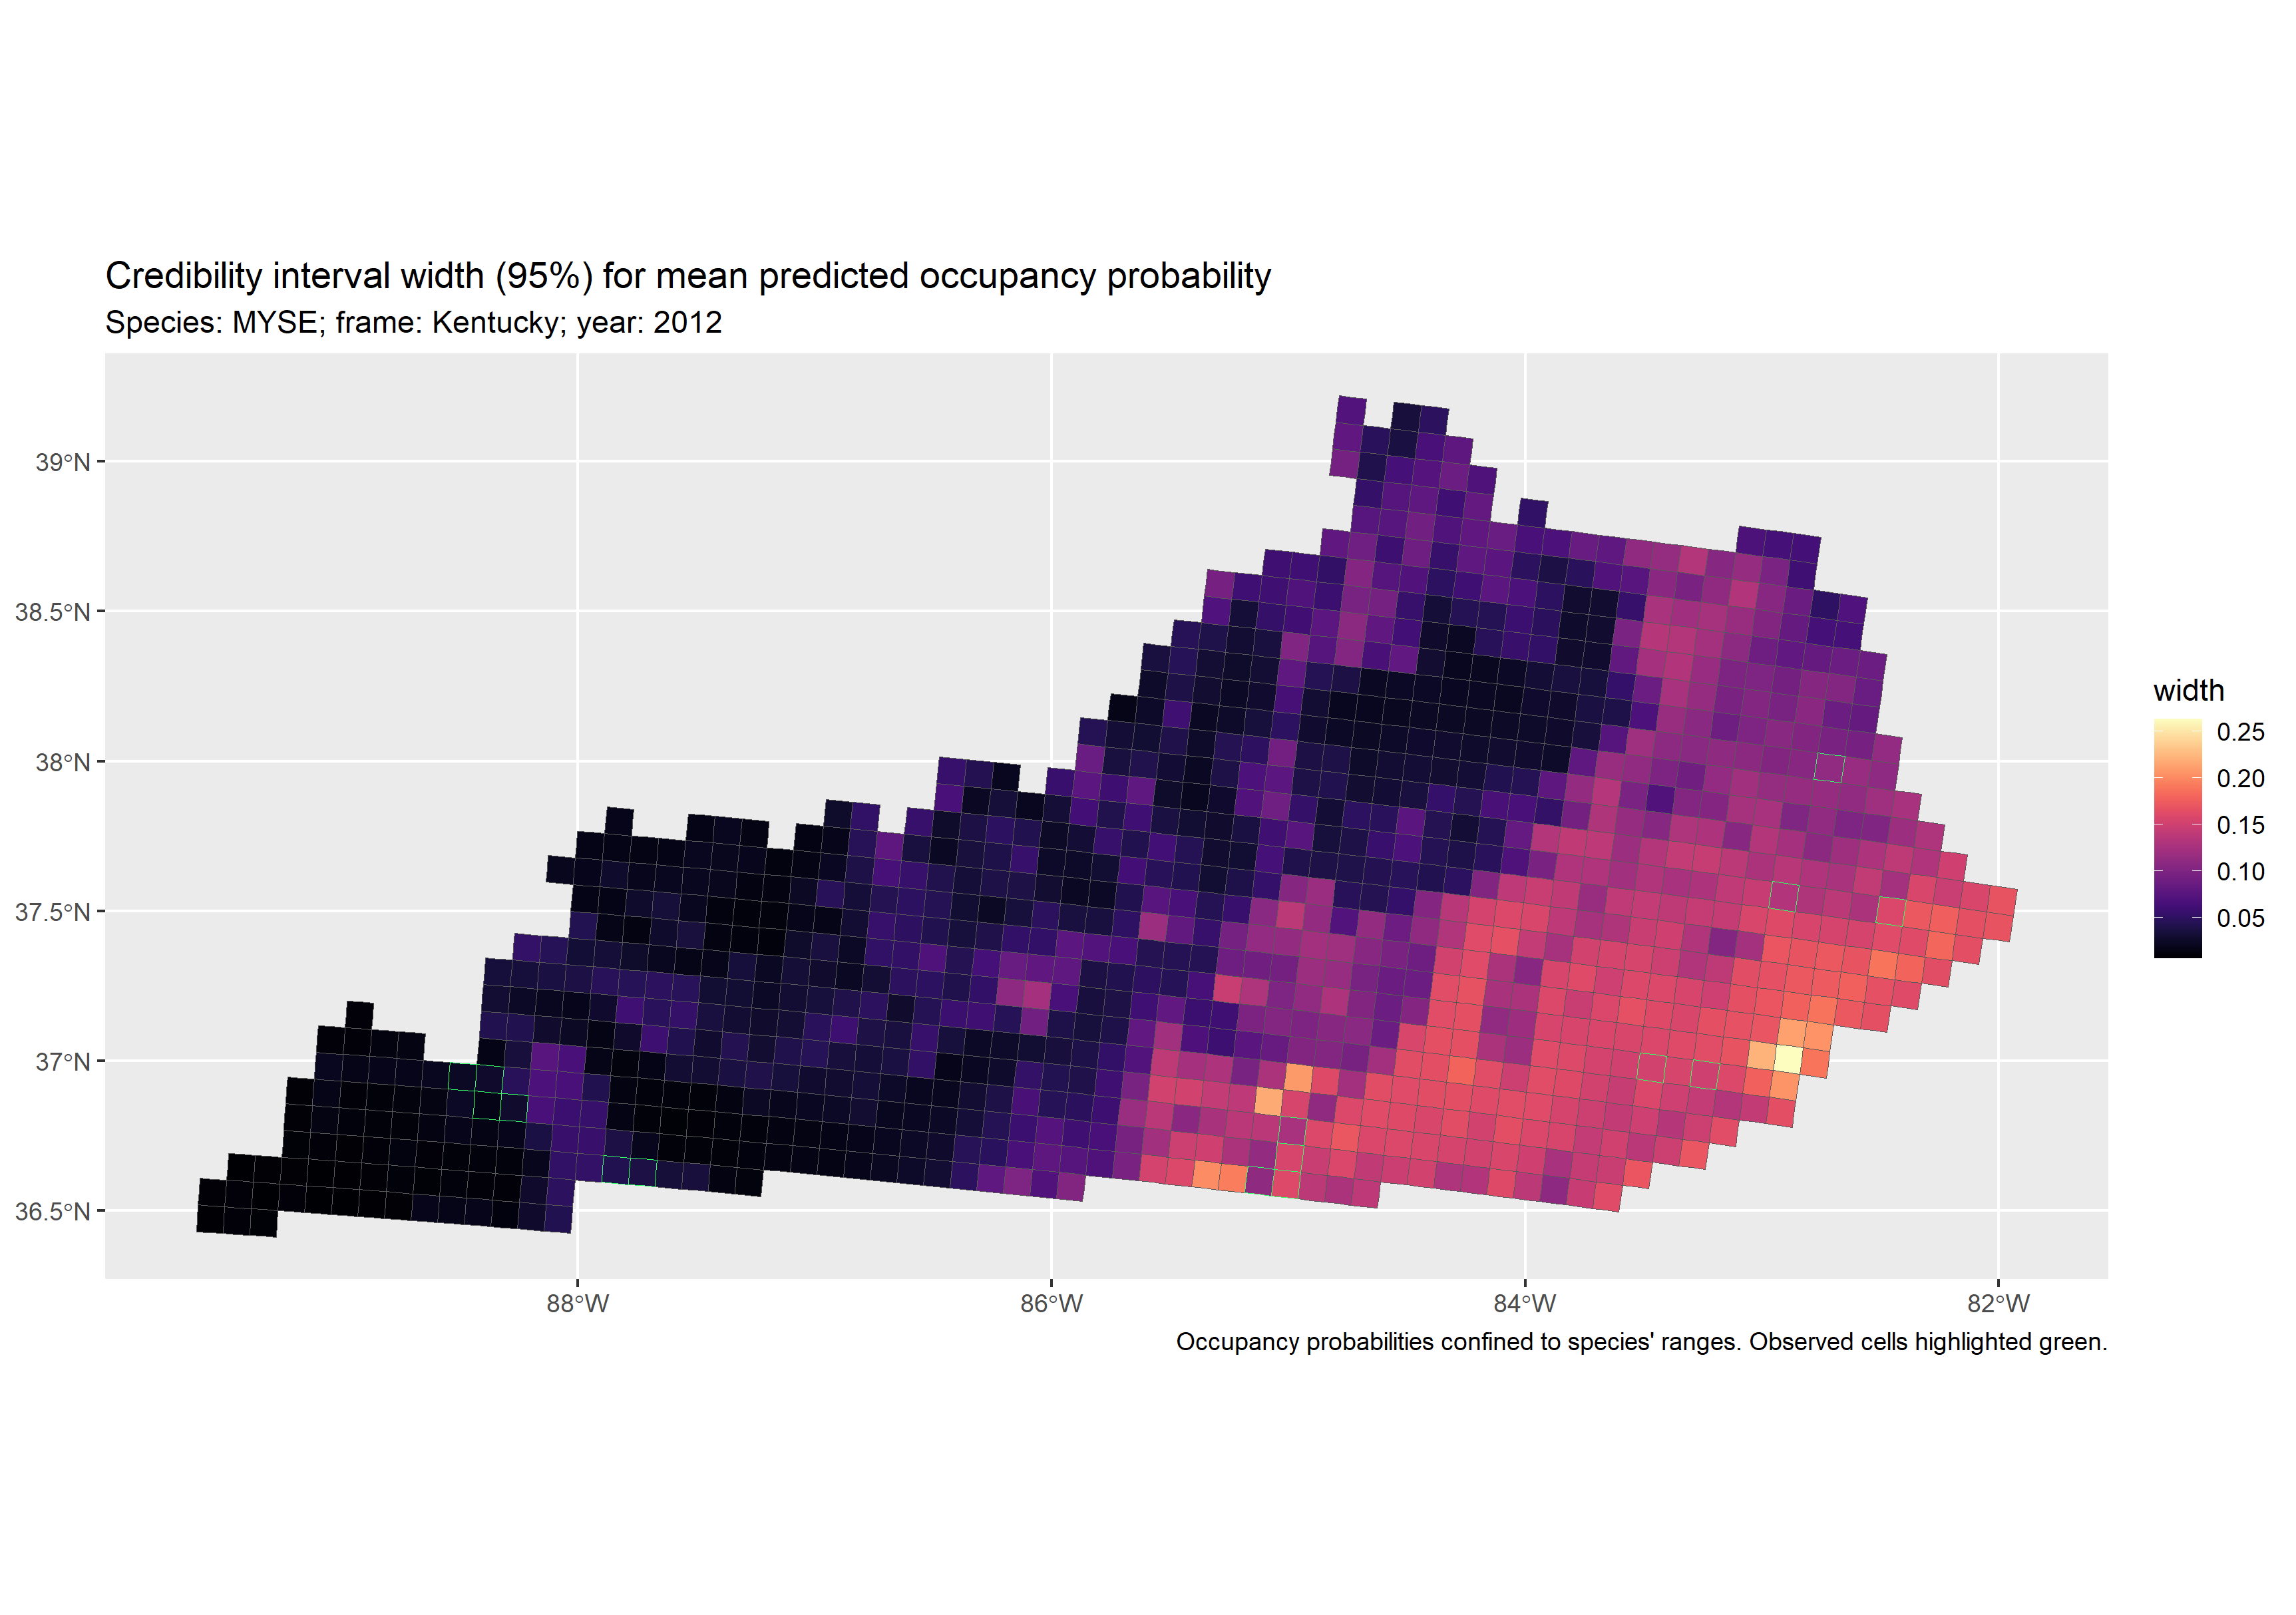 Credibility interval width (95%) for mean predicted occupancy probability
Species: MYSE; frame: Kentucky; year: 2012
39°N
38.5°N
38°N
37.5°N
37°N
36.5°N
88°W
86°W
84°W
82°W
width
0.25
0.20
0.15
0.10
0.05
Occupancy probabilities confined to species' ranges. Observed cells highlighted green.